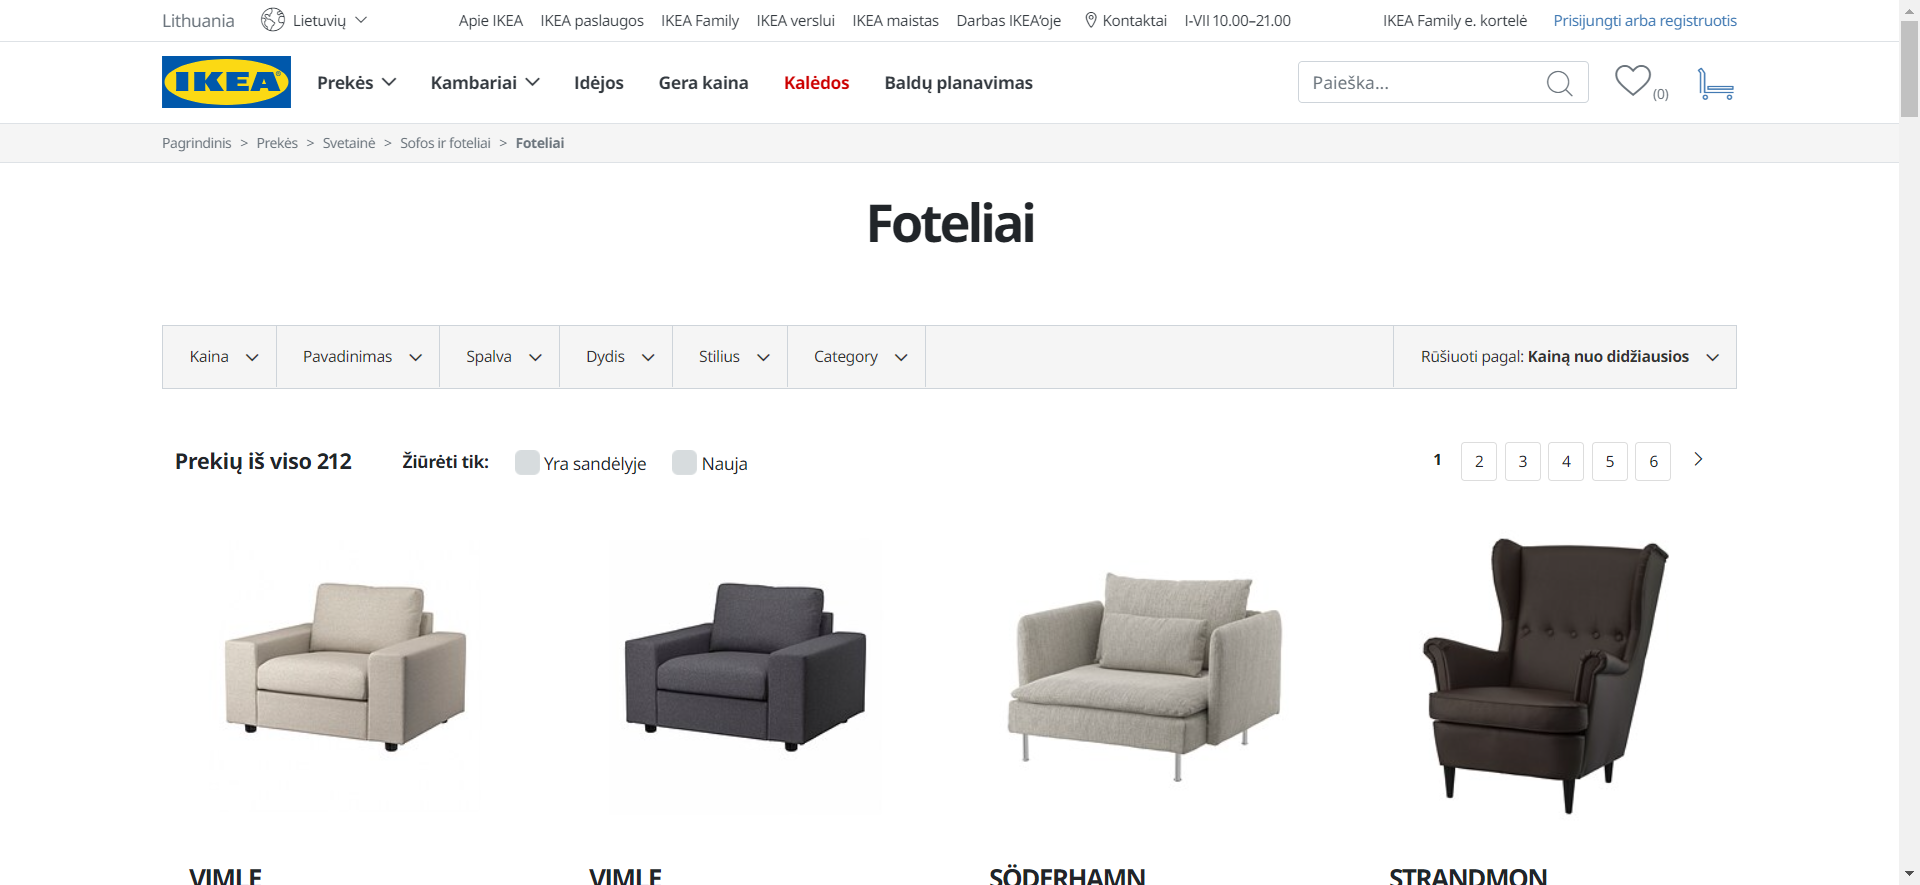 Lithuania Lietuvių Apie IKEA IKEA paslaugos IKEA Family IKEA verslui IKEA maistas Darbas IKEA‘oje Kontaktai I-VII 10.00–21.00 IKEA Family e. kortelė Prisijungti arba registruotis
IKEA Prekės Kambariai Idėjos Gera kaina Kalėdos Baldų planavimas Paieška... (0)
Pagrindinis > Prekės > Svetainė > Sofos ir foteliai > Foteliai
Foteliai
Kaina Pavadinimas Spalva Dydis Stilius Category Rūšiuoti pagal: Kainą nuo didžiausios
Prekių iš viso 212 Žiūrėti tik: Yra sandėlyje Nauja 1 2 3 4 5 6
VIMLE VIMLE SÖDERHAMN STRANDMON